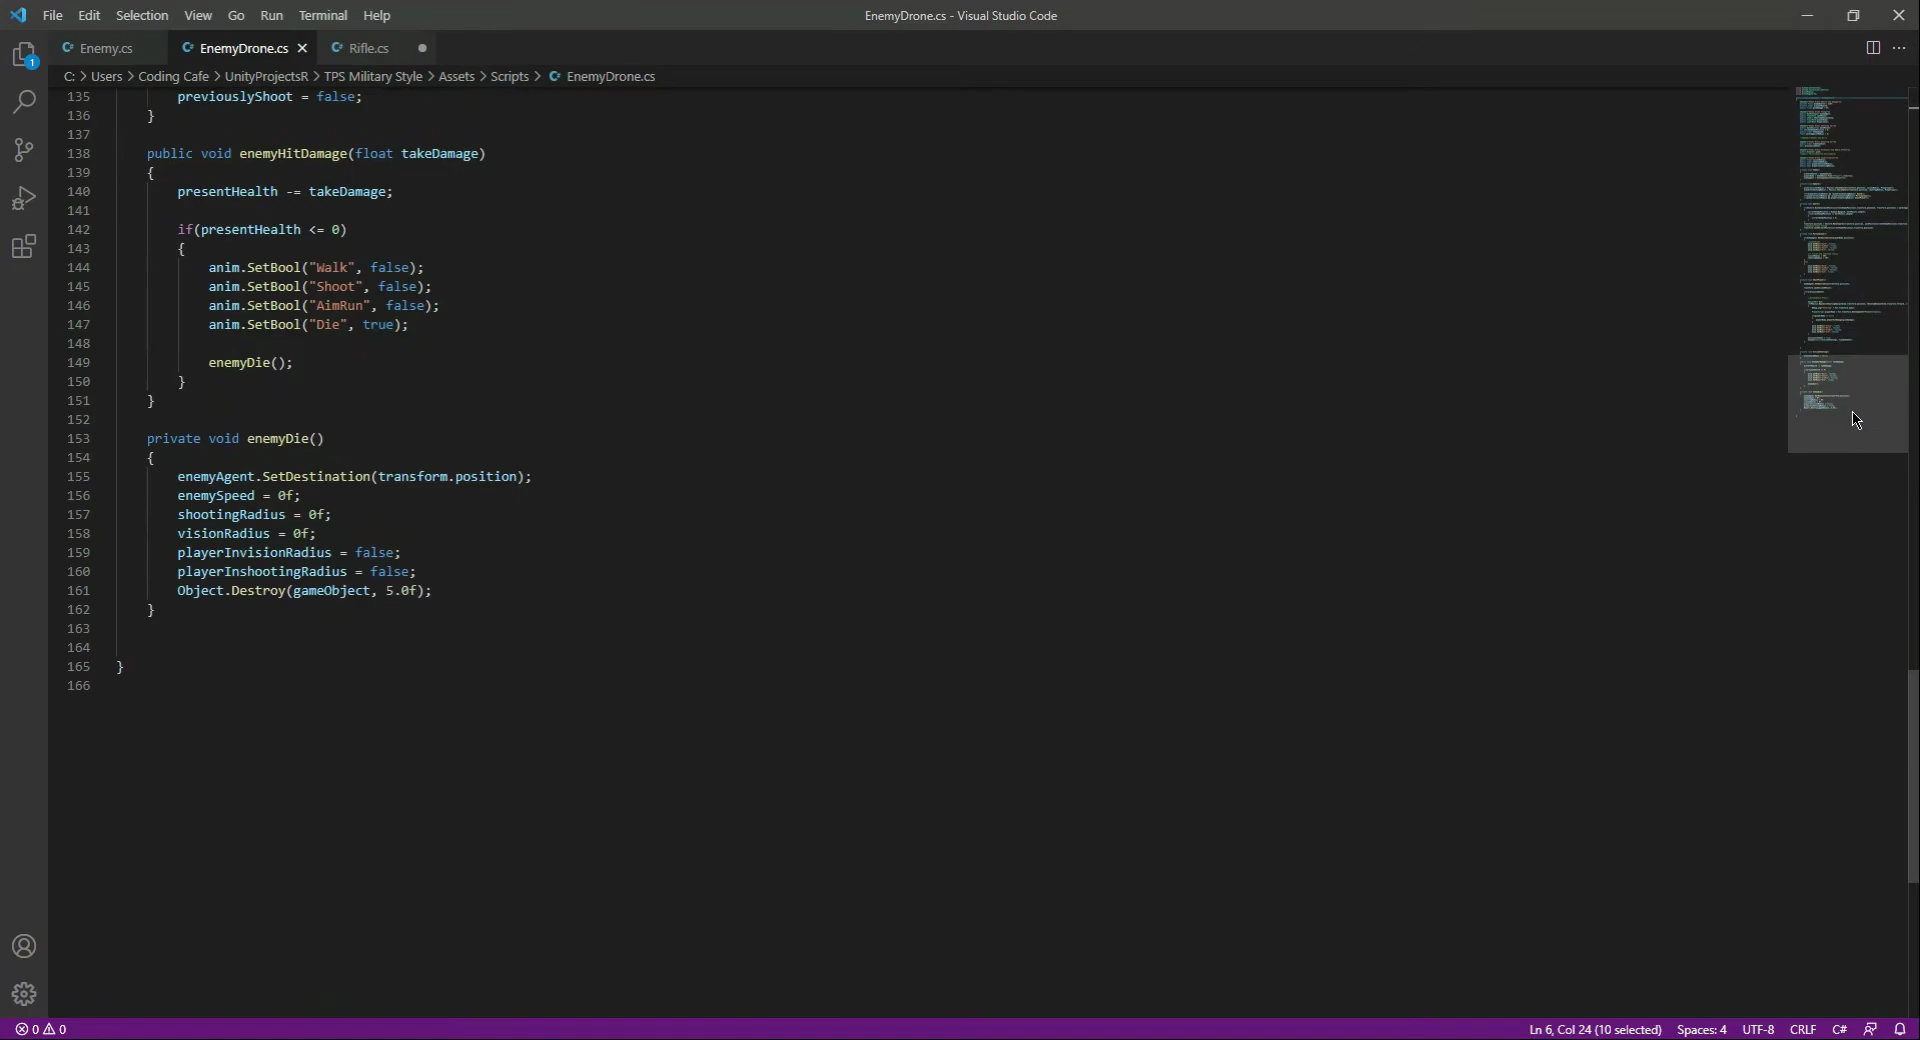 File Edit Selection View Go Run Terminal Help EnemyDrone.cs - Visual Studio Code
Enemy.cs EnemyDrone.cs Rifle.cs
C: > Users > Coding Cafe > UnityProjectsR > TPS Military Style > Assets > Scripts > EnemyDrone.cs
1
135 previouslyShoot = false;
136 }
137
138 public void enemyHitDamage(float takeDamage)
139 {
140 presentHealth -= takeDamage;
141
142 if(presentHealth <= 0)
143 {
144 anim.SetBool("Walk", false);
145 anim.SetBool("Shoot", false);
146 anim.SetBool("AimRun", false);
147 anim.SetBool("Die", true);
148
149 enemyDie();
150 }
151 }
152
153 private void enemyDie()
154 {
155 enemyAgent.SetDestination(transform.position);
156 enemySpeed = 0f;
157 shootingRadius = 0f;
158 visionRadius = 0f;
159 playerInvisionRadius = false;
160 playerInshootingRadius = false;
161 Object.Destroy(gameObject, 5.0f);
162 }
163
164
165 }
166
0 0 Ln 6, Col 24 (10 selected) Spaces: 4 UTF-8 CRLF C#